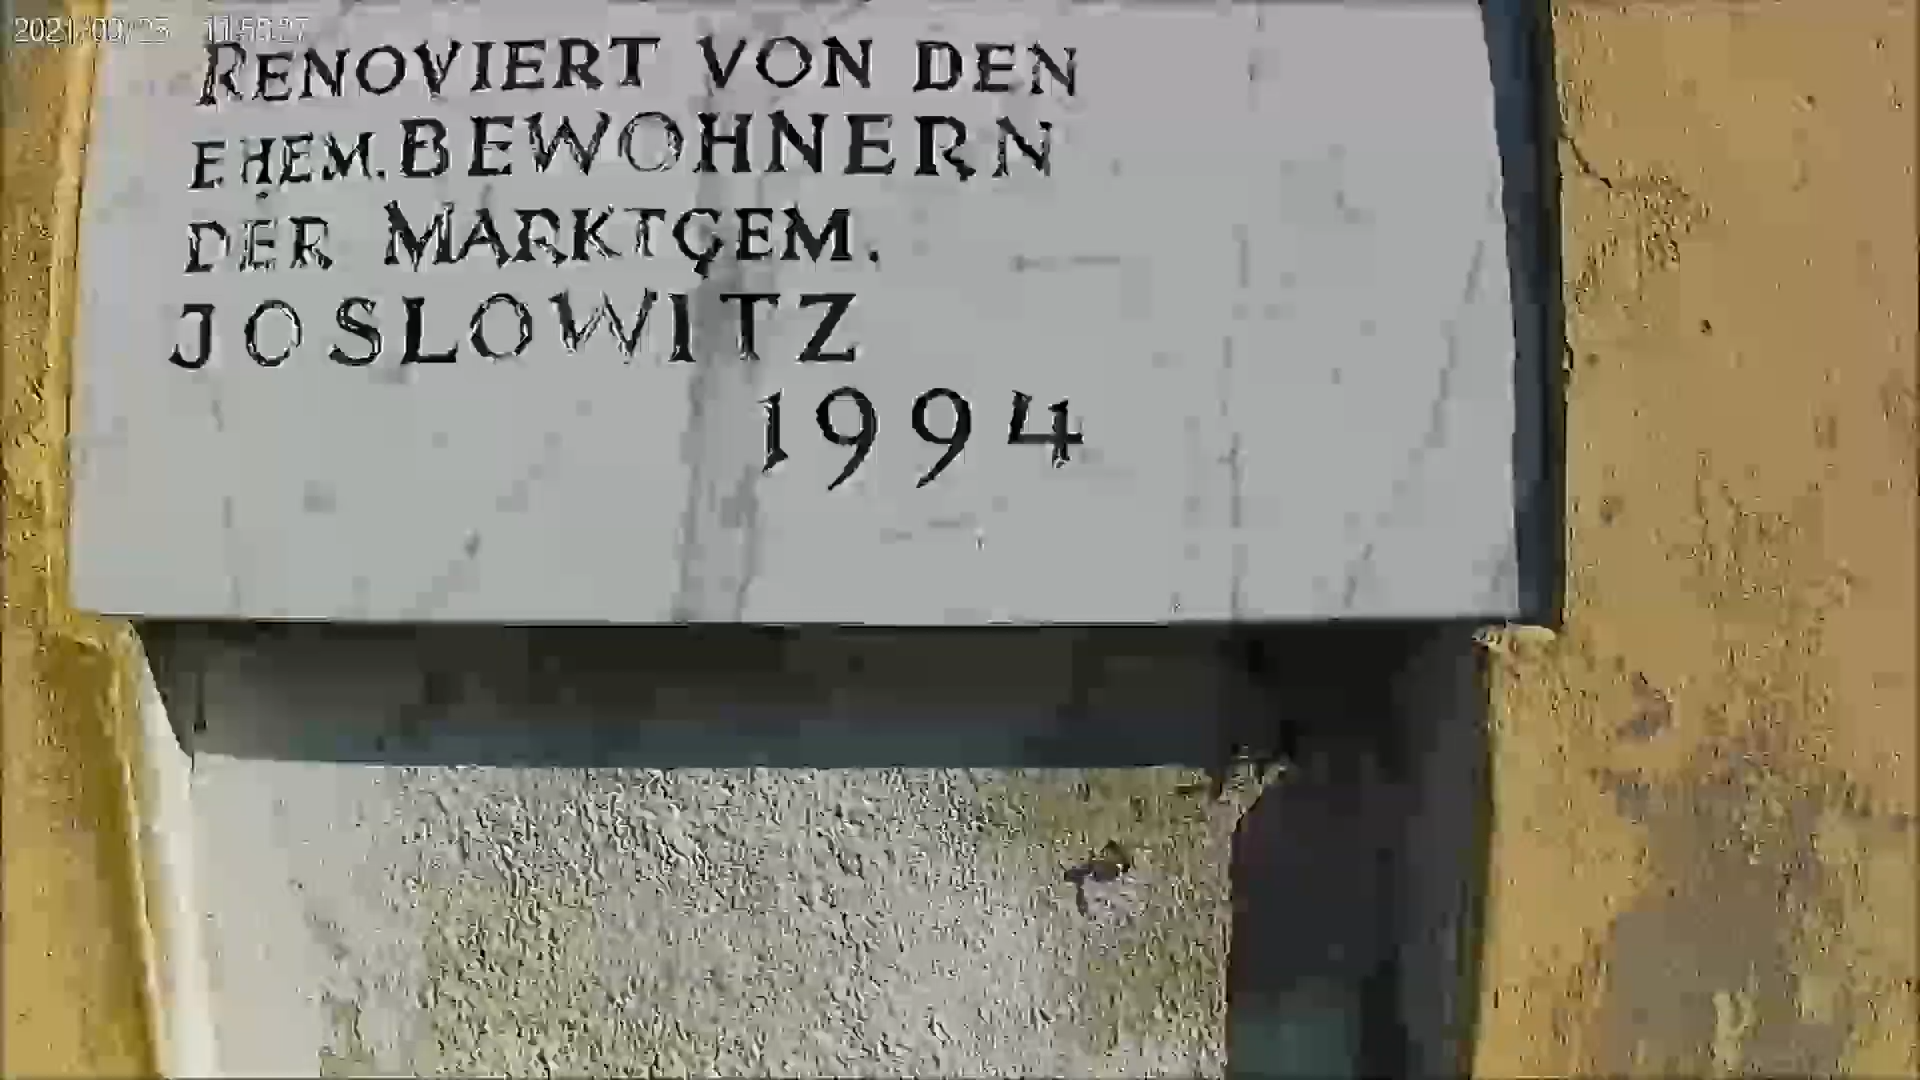 RENOVIERT VON DEN
EHEM. BEWOHNERN
DER MARKTGEM.
JOSLOWITZ
1994